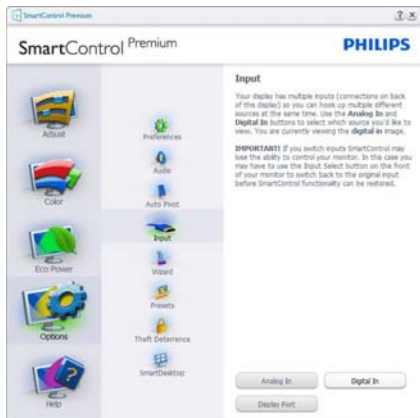 SmartControl Premium
SmartControl Premium
PHILIPS
Adjust
Color
Eco Power
Options
Help
Preferences
Audio
Auto Pivot
Input
Wizard
Presets
Theft Deterrence
SmartDesktop
Input
Your display has multiple inputs (connections on back
of the display) so you can hook up multiple different
sources at the same time. Use the Analog In and
Digital In buttons to select which source you'd like to
view. You are currently viewing the digital in image.
IMPORTANT! If you switch inputs SmartControl may
lose the ability to control your monitor. In this case you
may have to use the Input Select button on the front
of your monitor to switch back to the original input
before SmartControl functionality can be restored.
Analog In
Digital In
Display Port